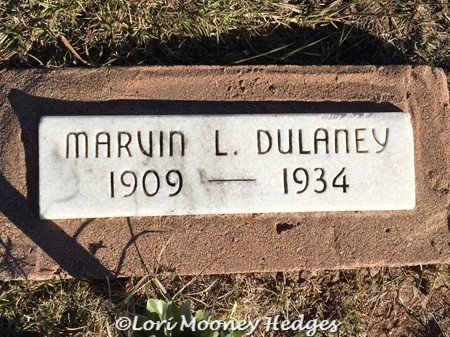 MARVIN L. DULANEY
1909 — 1934
©Lori Mooney Hedges